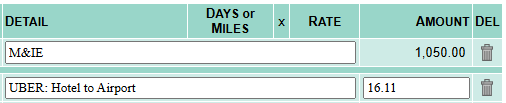 DETAIL DAYS or MILES x RATE AMOUNT DEL
M&IE 1,050.00
UBER: Hotel to Airport 16.11